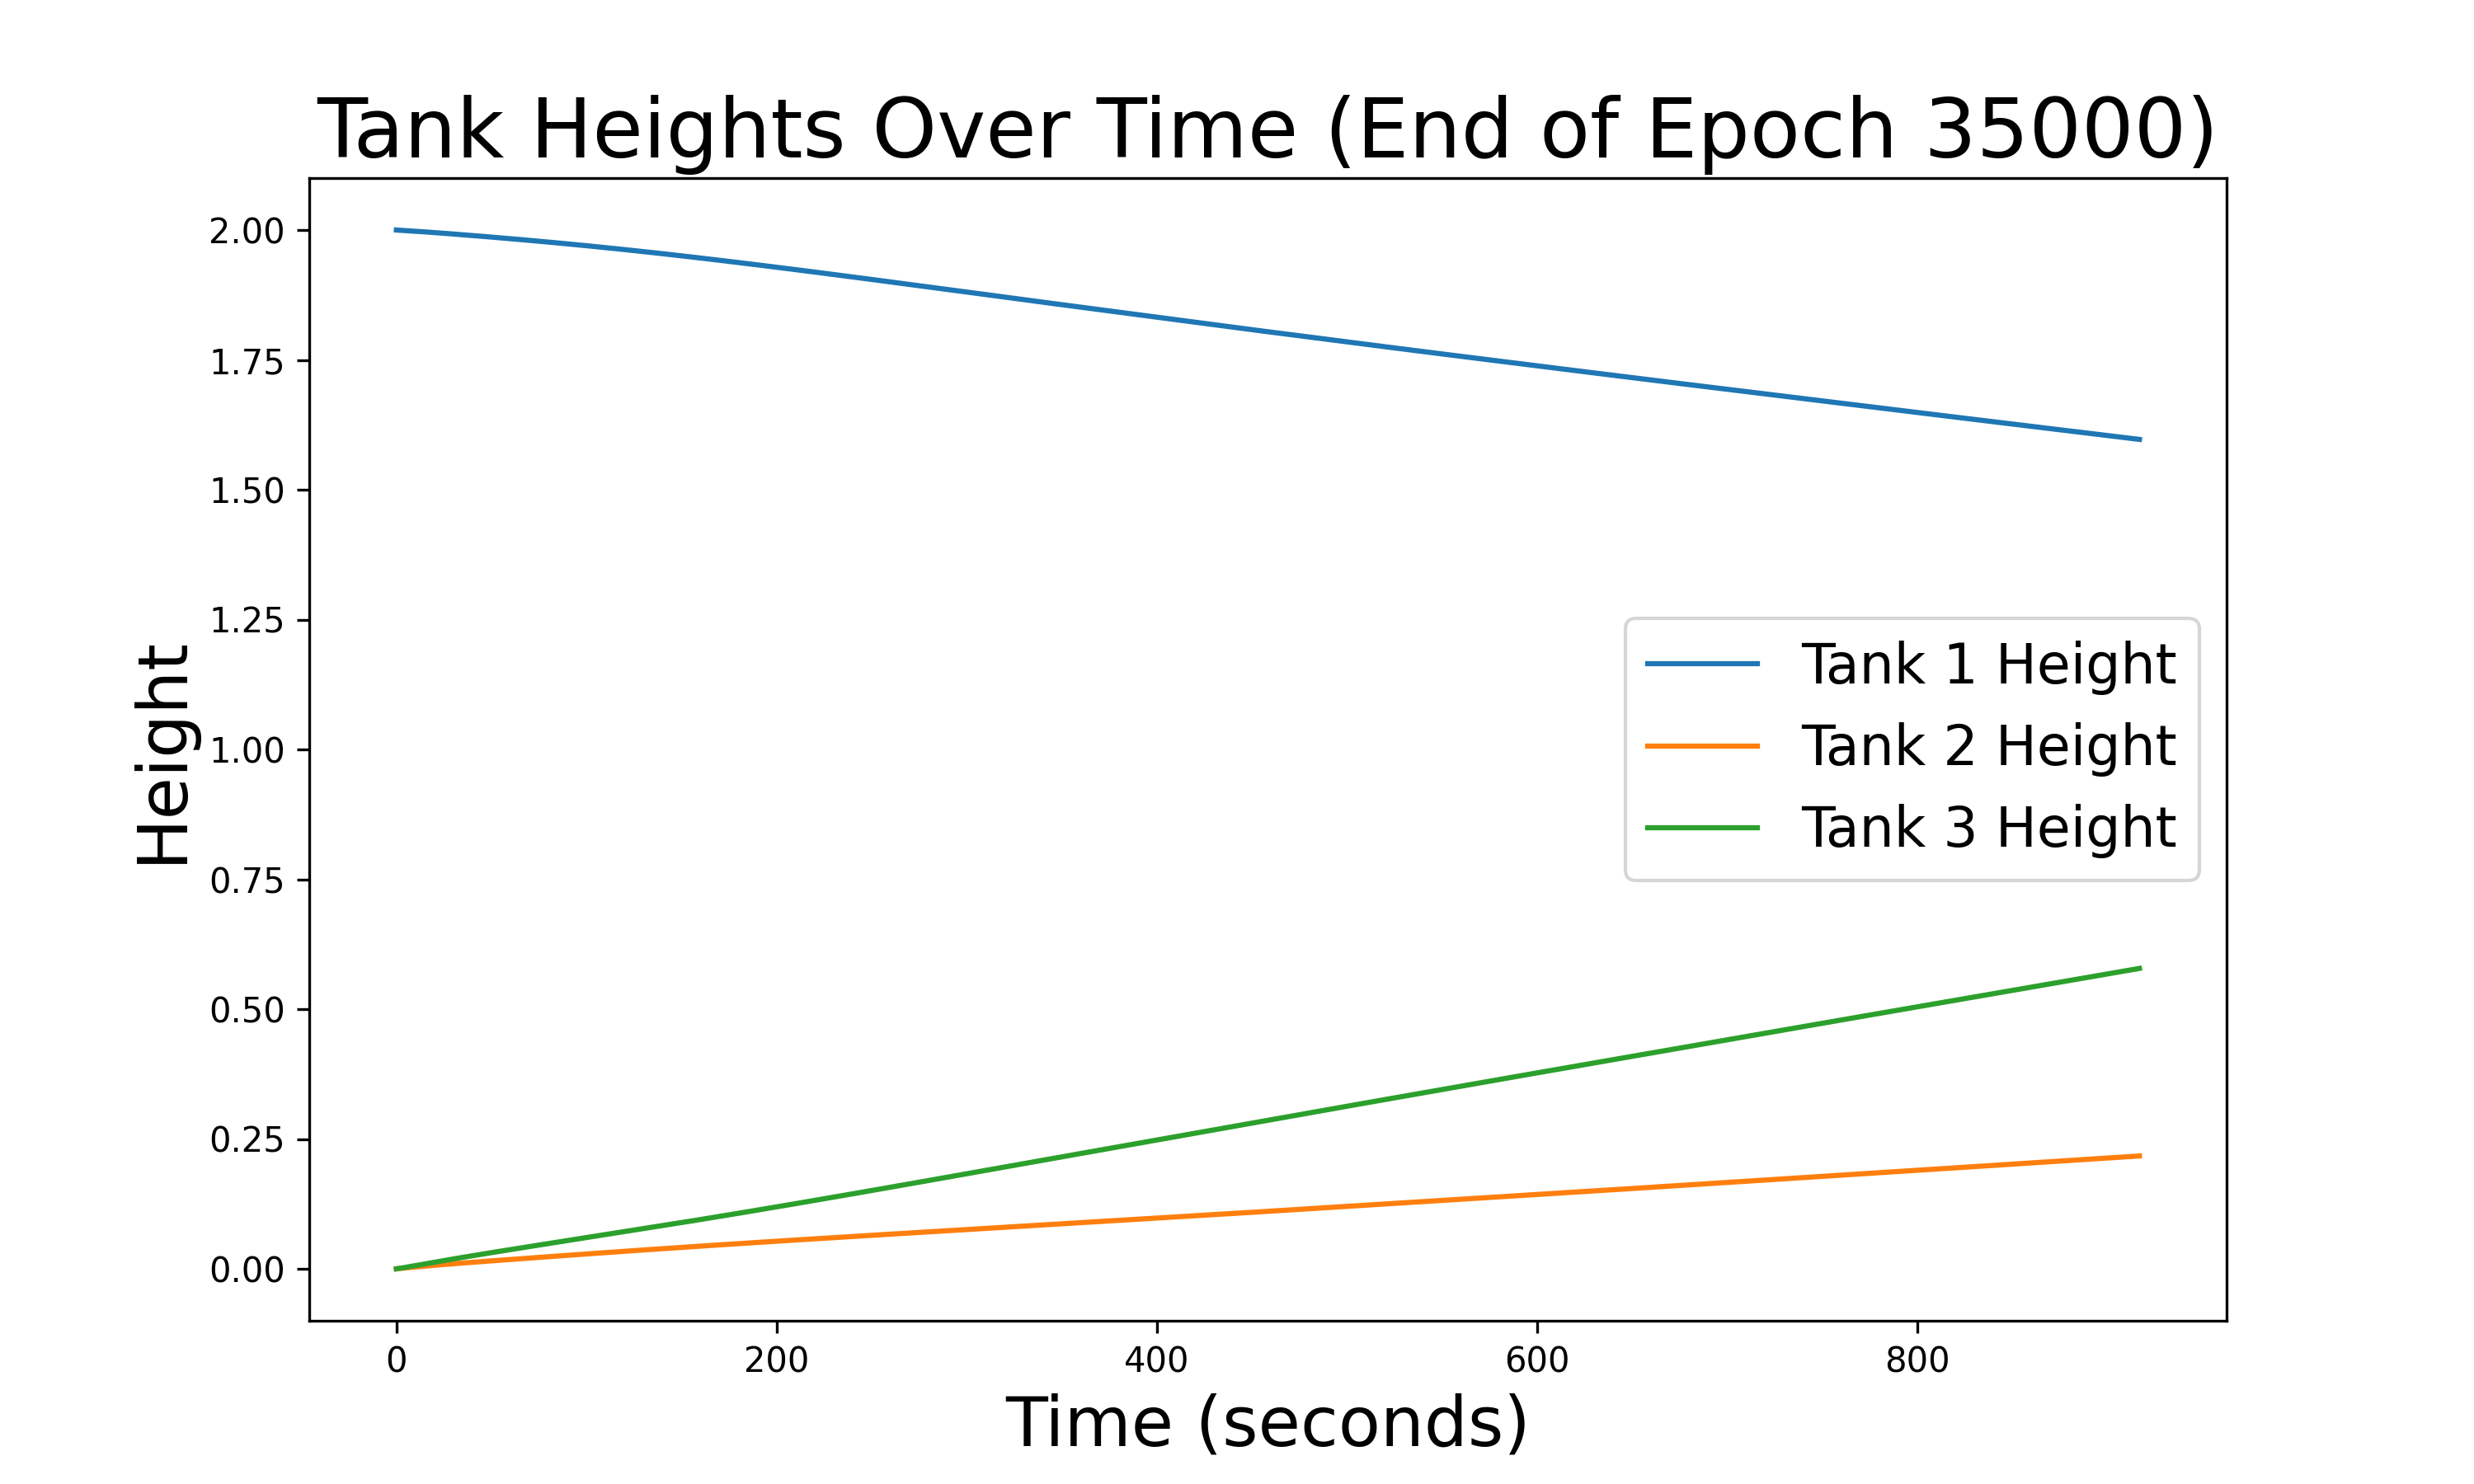 Tank Heights Over Time (End of Epoch 35000)
Height
2.00
1.75
1.50
1.25
1.00
0.75
0.50
0.25
0.00
Tank 1 Height
Tank 2 Height
Tank 3 Height
0 200 400 600 800
Time (seconds)